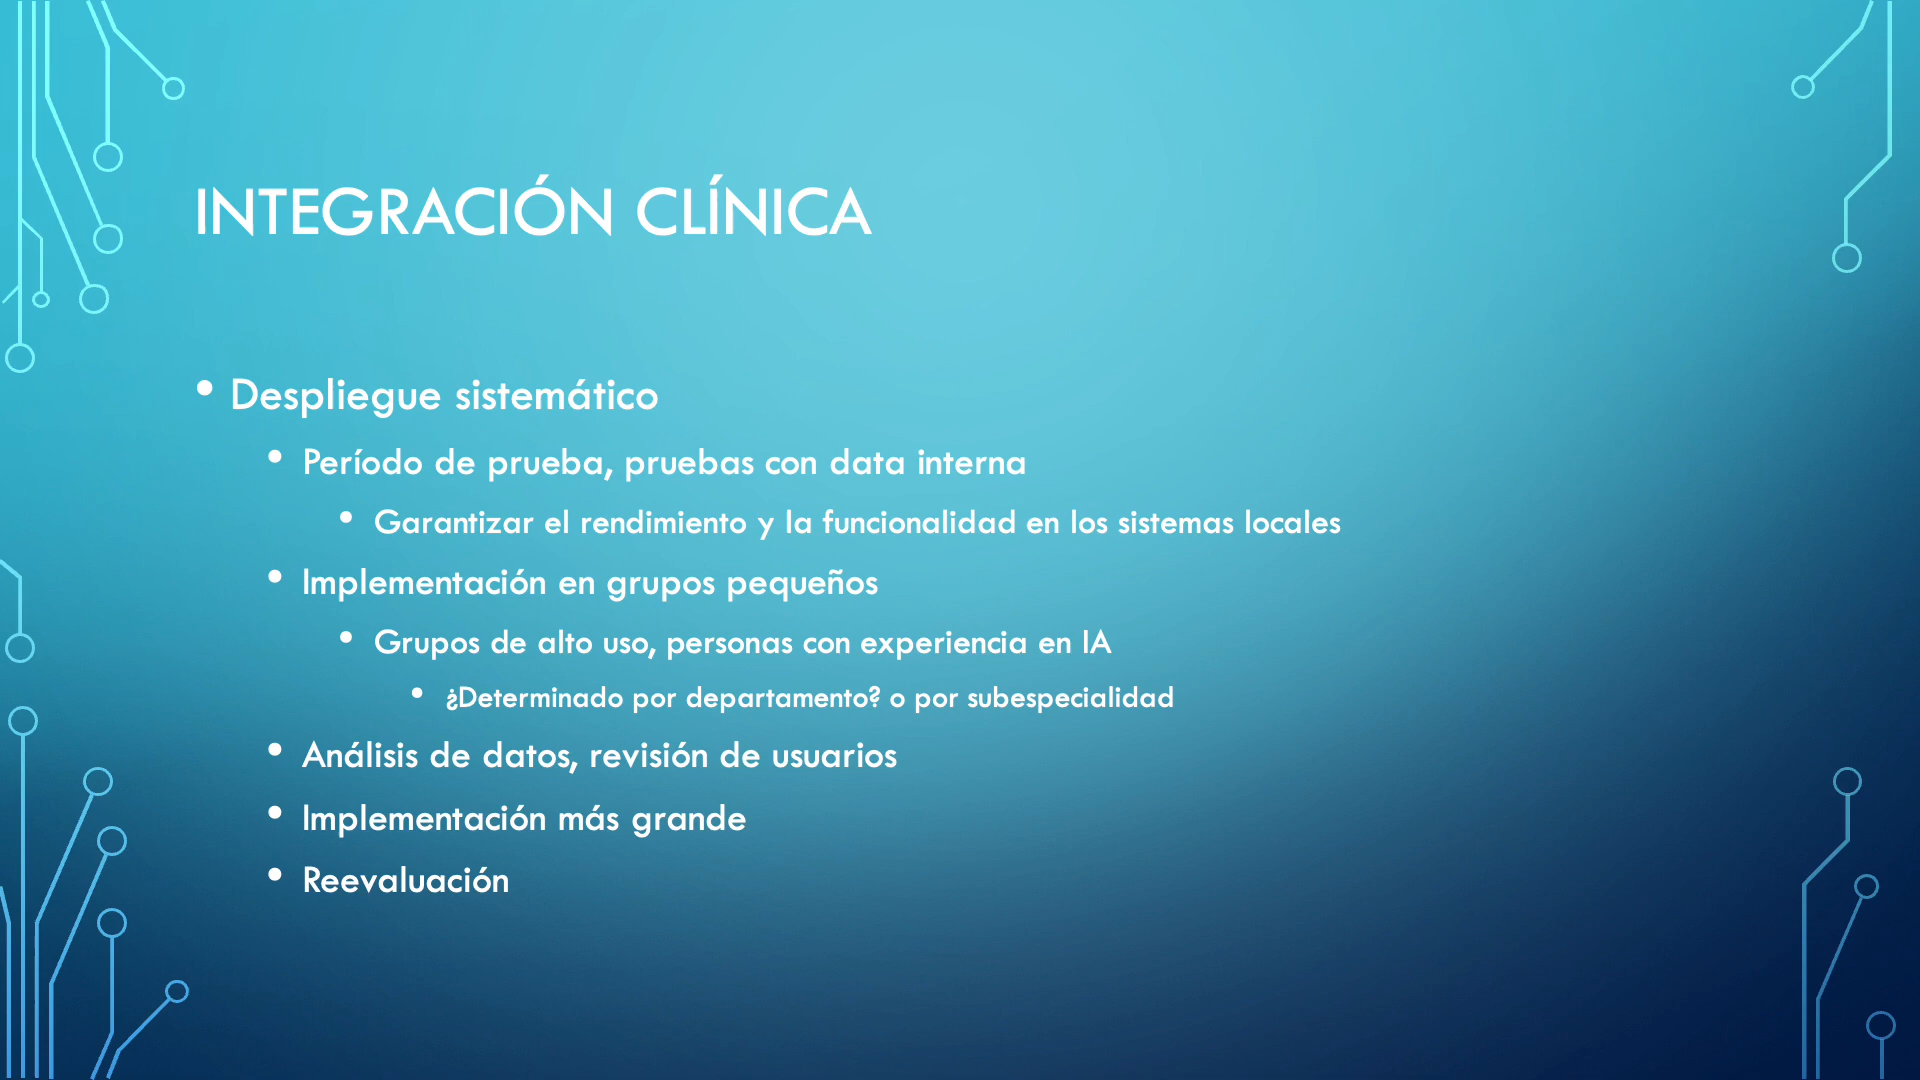 INTEGRACIÓN CLÍNICA
• Despliegue sistemático
• Período de prueba, pruebas con data interna
• Garantizar el rendimiento y la funcionalidad en los sistemas locales
• Implementación en grupos pequeños
• Grupos de alto uso, personas con experiencia en IA
• ¿Determinado por departamento? o por subespecialidad
• Análisis de datos, revisión de usuarios
• Implementación más grande
• Reevaluación